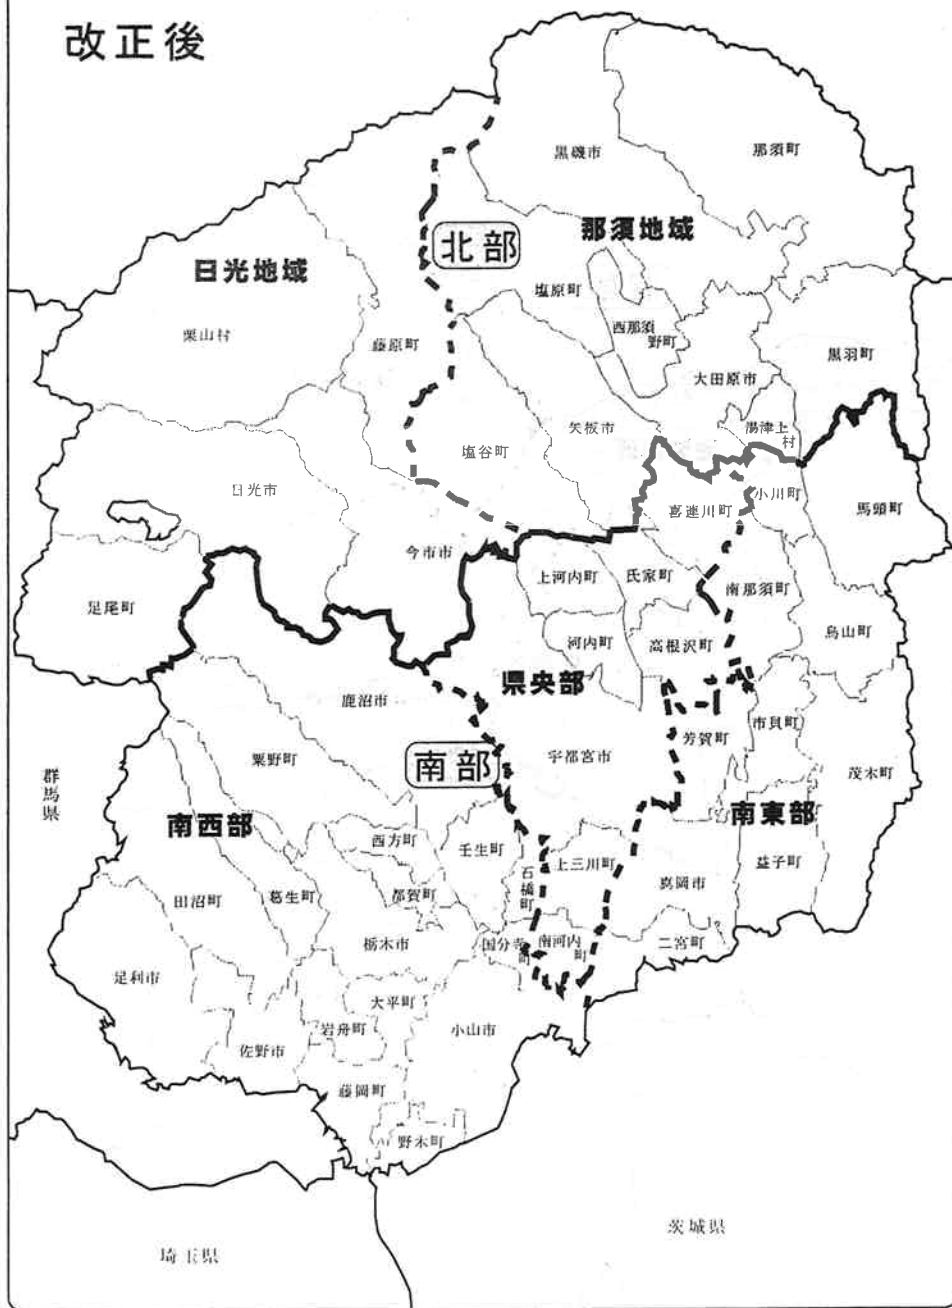 改正後
黒磯市
那須町
北部
那須地域
日光地域
塩原町
栗山村
藤原町
西那須
野町
黒羽町
大田原市
湯津上
村
矢板市
塩谷町
日光市
喜連川町
小川町
馬頭町
今市市
上河内町
氏家町
南那須町
足尾町
烏山町
河内町
高根沢町
県央部
鹿沼市
市貝町
芳賀町
宇都宮市
粟野町
南部
茂木町
群馬県
南西部
南東部
西方町
壬生町
上三川町
益子町
石橋町
真岡市
田沼町
葛生町
都賀町
栃木市
国分寺
町
南河内
町
二宮町
足利市
大平町
岩舟町
小山市
佐野市
藤岡町
野木町
茨城県
埼玉県